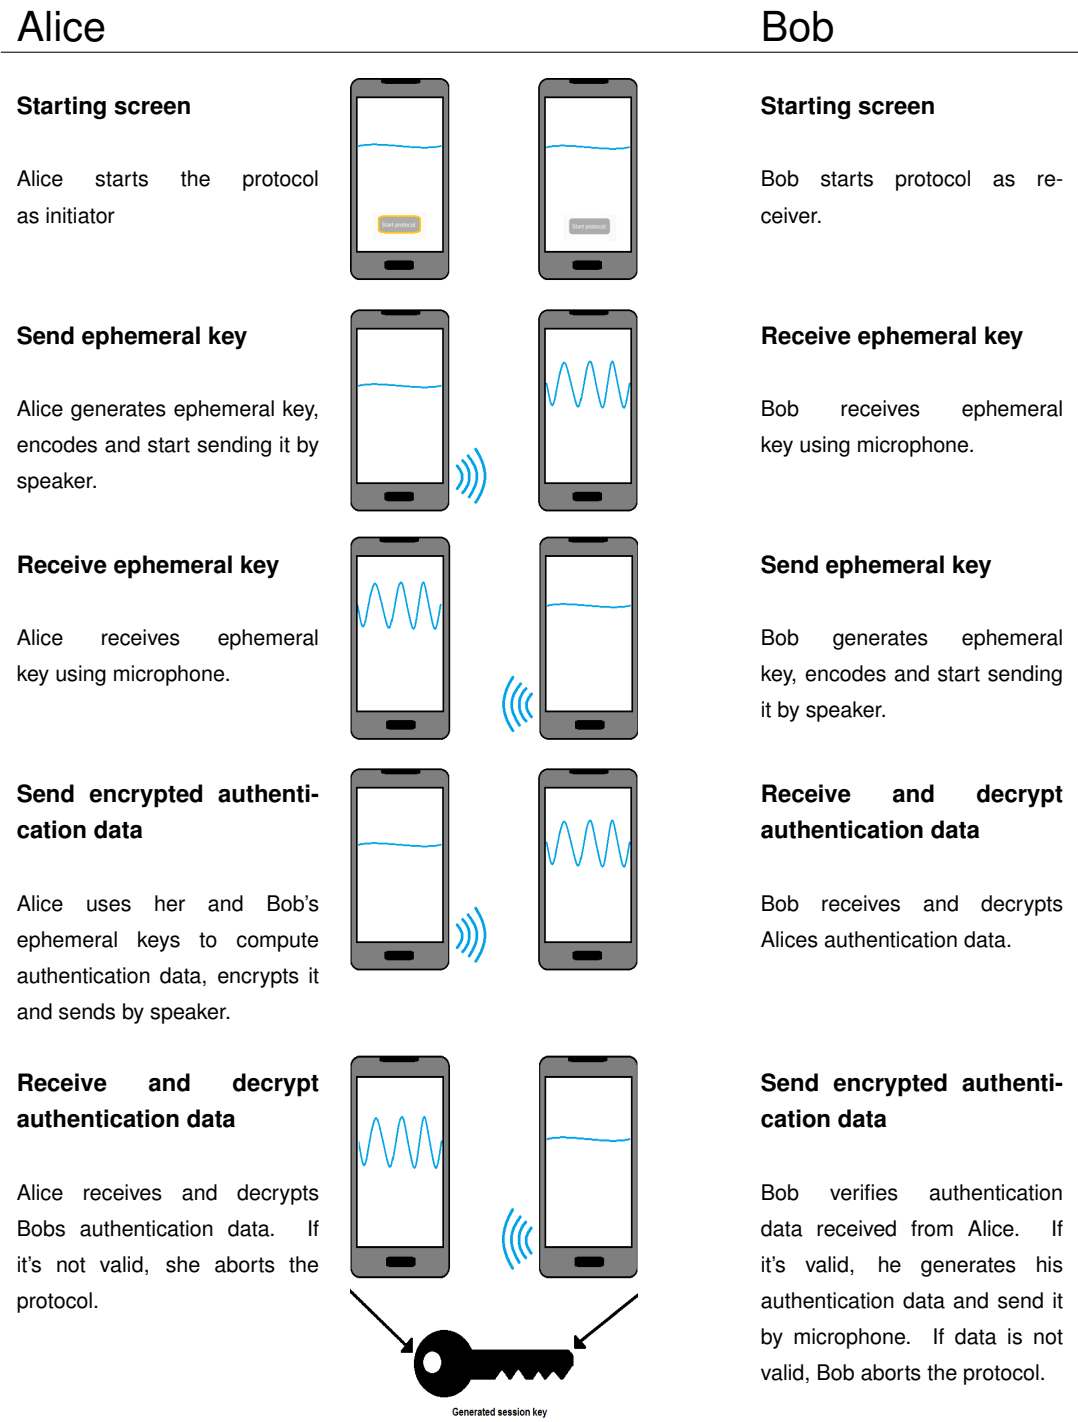 Alice
Bob
Starting screen
Alice starts the protocol
as initiator
Start protocol
Start protocol
Starting screen
Bob starts protocol as re-
ceiver.
Send ephemeral key
Alice generates ephemeral key,
encodes and start sending it by
speaker.
Receive ephemeral key
Bob receives ephemeral
key using microphone.
Receive ephemeral key
Alice receives ephemeral
key using microphone.
Send ephemeral key
Bob generates ephemeral
key, encodes and start sending
it by speaker.
Send encrypted authenti-
cation data
Alice uses her and Bob's
ephemeral keys to compute
authentication data, encrypts it
and sends by speaker.
Receive and decrypt
authentication data
Bob receives and decrypts
Alices authentication data.
Receive and decrypt
authentication data
Alice receives and decrypts
Bobs authentication data. If
it's not valid, she aborts the
protocol.
Send encrypted authenti-
cation data
Bob verifies authentication
data received from Alice. If
it's valid, he generates his
authentication data and send it
by microphone. If data is not
valid, Bob aborts the protocol.
Generated session key